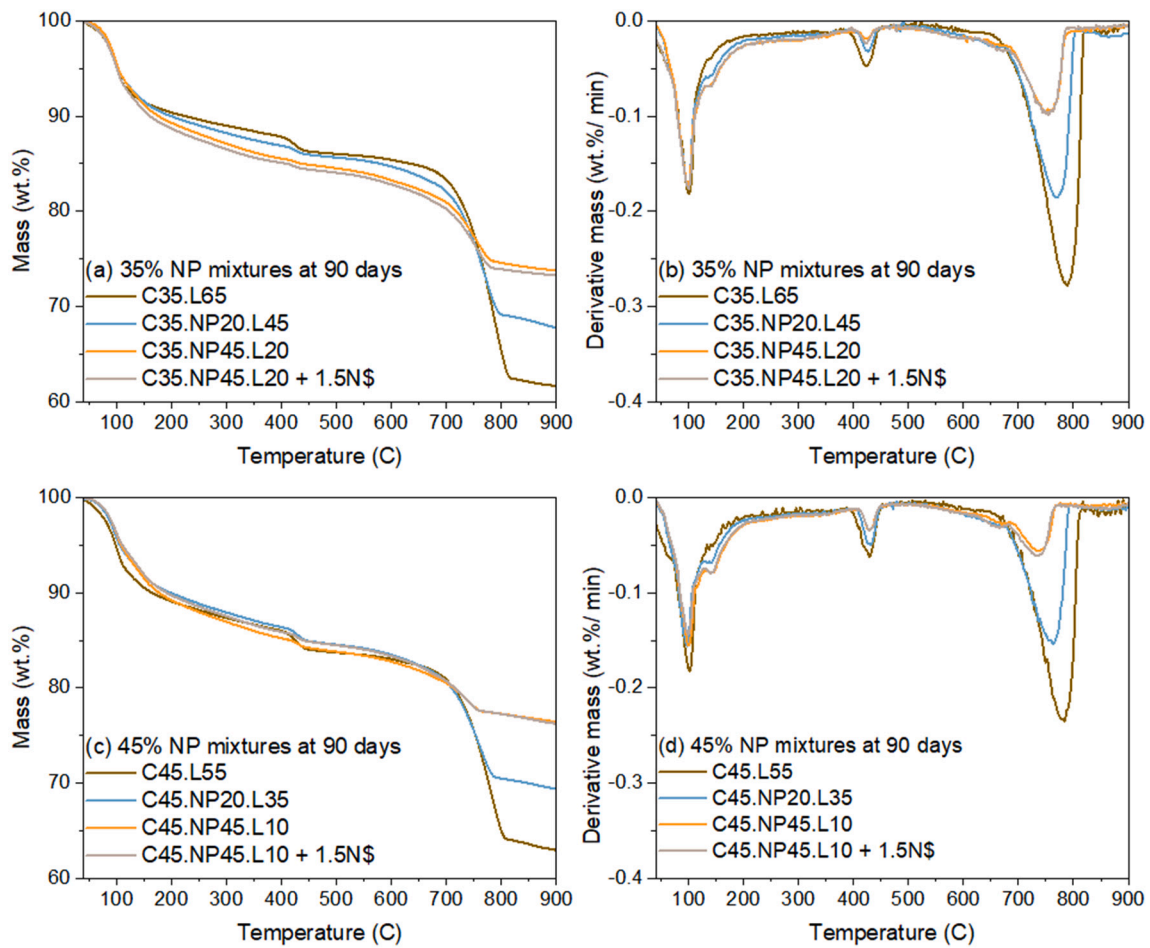 100
90
80
70
60
Mass (wt.%)
(a) 35% NP mixtures at 90 days
C35.L65
C35.NP20.L45
C35.NP45.L20
C35.NP45.L20 + 1.5N$
100 200 300 400 500 600 700 800 900
Temperature (C)
0.0
-0.1
-0.2
-0.3
-0.4
Derivative mass (wt.%/ min)
(b) 35% NP mixtures at 90 days
C35.L65
C35.NP20.L45
C35.NP45.L20
C35.NP45.L20 + 1.5N$
100 200 300 400 500 600 700 800 900
Temperature (C)
100
90
80
70
60
Mass (wt.%)
(c) 45% NP mixtures at 90 days
C45.L55
C45.NP20.L35
C45.NP45.L10
C45.NP45.L10 + 1.5N$
100 200 300 400 500 600 700 800 900
Temperature (C)
0.0
-0.1
-0.2
-0.3
-0.4
Derivative mass (wt.%/ min)
(d) 45% NP mixtures at 90 days
C45.L55
C45.NP20.L35
C45.NP45.L10
C45.NP45.L10 + 1.5N$
100 200 300 400 500 600 700 800 900
Temperature (C)